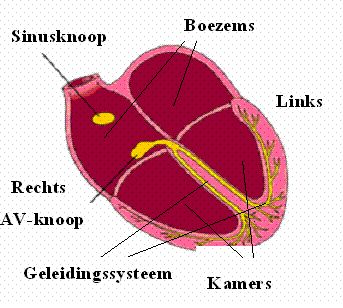 Boezems
Sinusknoop
Links
Rechts
AV-knoop
Geleidingssysteem
Kamers